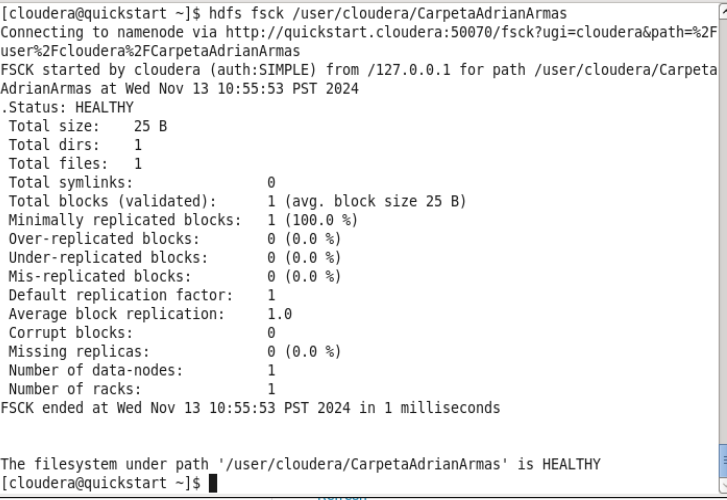 [cloudera@quickstart ~]$ hdfs fsck /user/cloudera/CarpetaAdrianArmas
Connecting to namenode via http://quickstart.cloudera:50070/fsck?ugi=cloudera&path=%2F
user%2Fcloudera%2FCarpetaAdrianArmas
FSCK started by cloudera (auth:SIMPLE) from /127.0.0.1 for path /user/cloudera/Carpeta
AdrianArmas at Wed Nov 13 10:55:53 PST 2024
.Status: HEALTHY
 Total size:    25 B
 Total dirs:    1
 Total files:   1
 Total symlinks:                0
 Total blocks (validated):      1 (avg. block size 25 B)
 Minimally replicated blocks:   1 (100.0 %)
 Over-replicated blocks:        0 (0.0 %)
 Under-replicated blocks:       0 (0.0 %)
 Mis-replicated blocks:         0 (0.0 %)
 Default replication factor:    1
 Average block replication:     1.0
 Corrupt blocks:                0
 Missing replicas:              0 (0.0 %)
 Number of data-nodes:          1
 Number of racks:               1
FSCK ended at Wed Nov 13 10:55:53 PST 2024 in 1 milliseconds
The filesystem under path '/user/cloudera/CarpetaAdrianArmas' is HEALTHY
[cloudera@quickstart ~]$